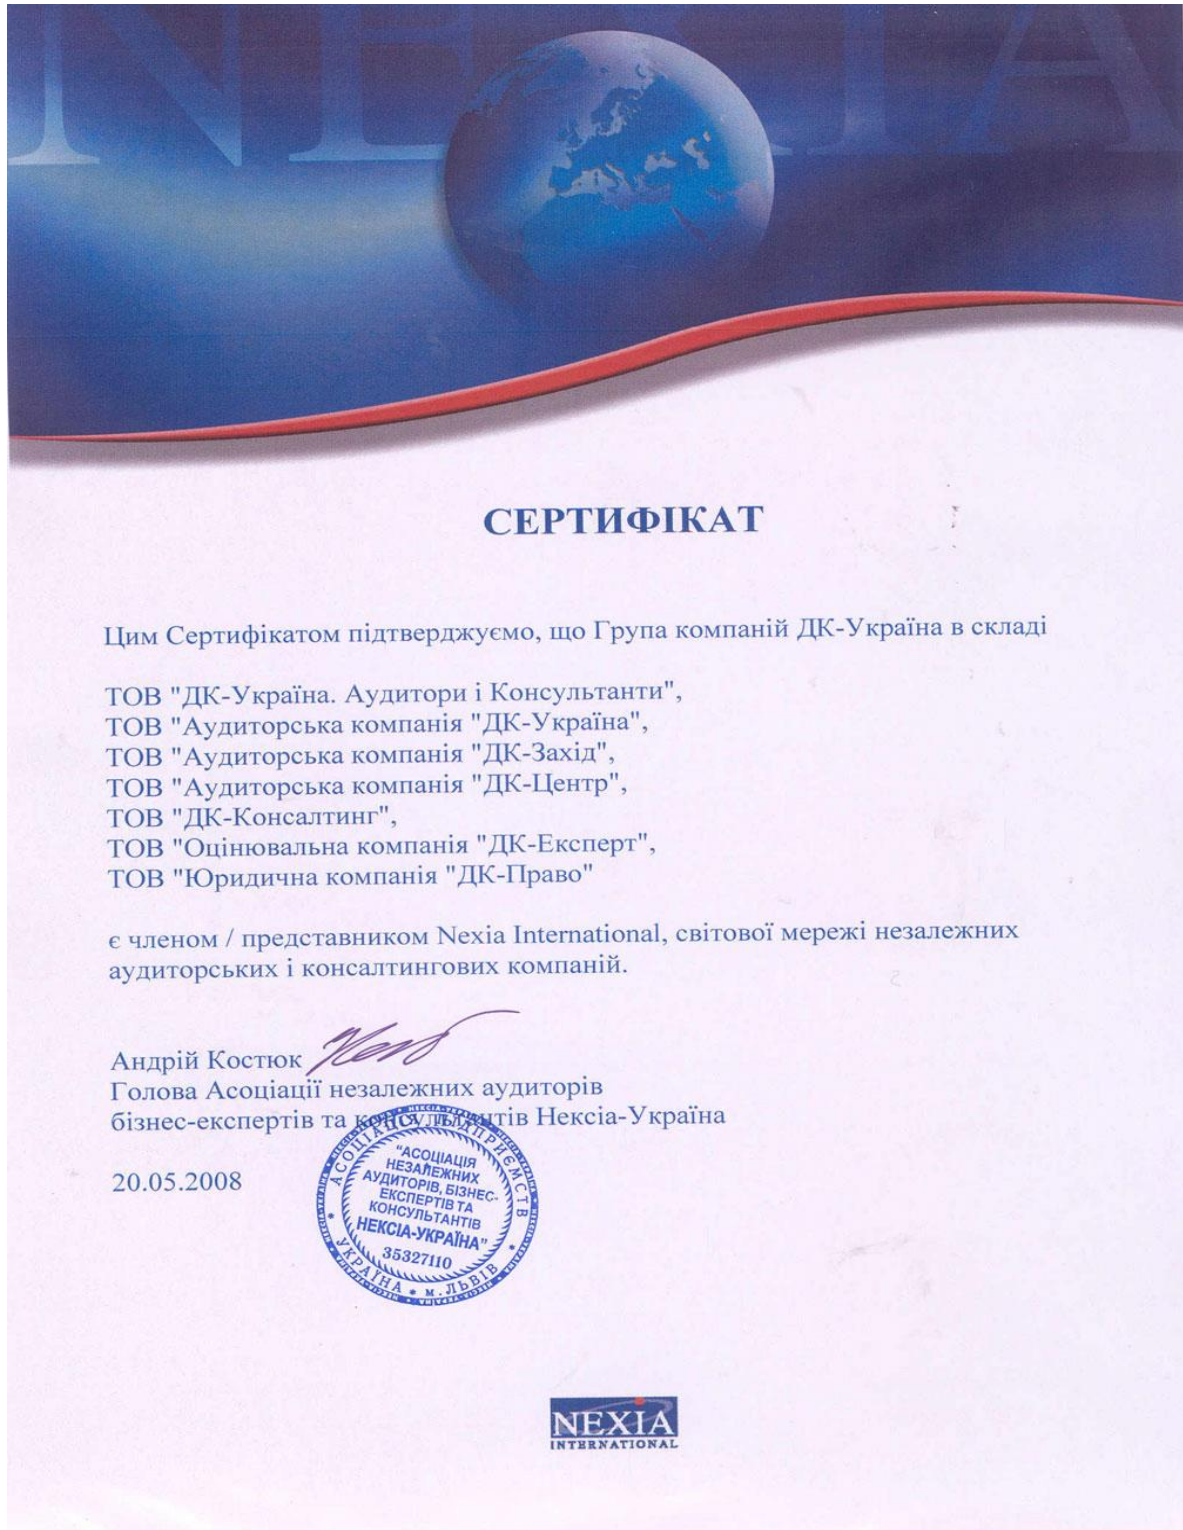 NEXIA
СЕРТИФІКАТ
Цим Сертифікатом підтверджуємо, що Група компаній ДК-Україна в складі
ТОВ "ДК-Україна. Аудитори і Консультанти",
ТОВ "Аудиторська компанія "ДК-Україна",
ТОВ "Аудиторська компанія "ДК-Захід",
ТОВ "Аудиторська компанія "ДК-Центр",
ТОВ "ДК-Консалтинг",
ТОВ "Оцінювальна компанія "ДК-Експерт",
ТОВ "Юридична компанія "ДК-Право"
є членом / представником Nexia International, світової мережі незалежних
аудиторських і консалтингових компаній.
Андрій Костюк
Голова Асоціації незалежних аудиторів
бізнес-експертів та консультантів Нексіа-Україна
20.05.2008
АСОЦІАЦІЯ ПІДПРИЄМСТВ
"АСОЦІАЦІЯ
НЕЗАЛЕЖНИХ
АУДИТОРІВ, БІЗНЕС-
ЕКСПЕРТІВ ТА
КОНСУЛЬТАНТІВ
НЕКСІА-УКРАЇНА"
35327110
УКРАЇНА * м. ЛЬВІВ
NEXIA
INTERNATIONAL